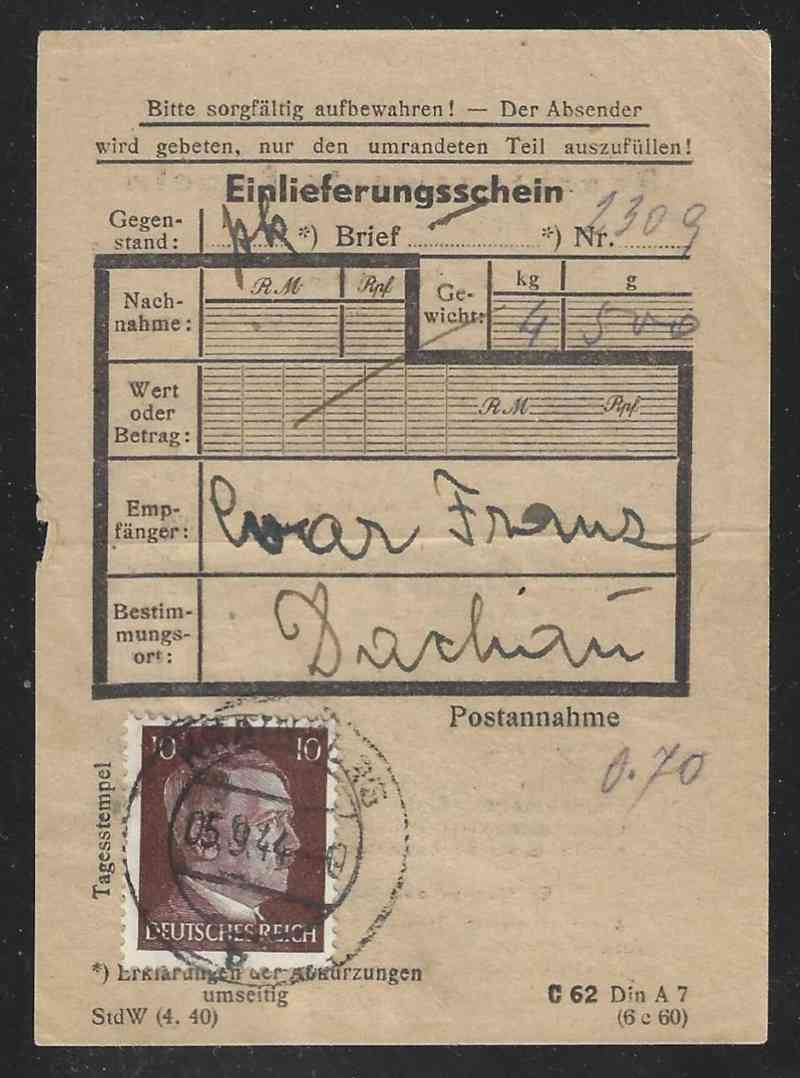 Bitte sorgfältig aufbewahren! — Der Absender
wird gebeten, nur den umrandeten Teil auszufüllen!
Einlieferungsschein
Gegen-
stand: pk *) Brief *) Nr. 2309
Nach-
nahme: RM Rpf
Ge-
wicht: kg g
4 500
Wert
oder
Betrag: RM Rpf
Emp-
fänger: Franz
Bestim-
mungs-
ort: Dachau
Postannahme
0.70
Tagesstempel
10 10
05.9.44
DEUTSCHES REICH
*) Erklärungen der Abkürzungen
umseitig
StdW (4. 40)
C 62 Din A 7
(6 c 60)